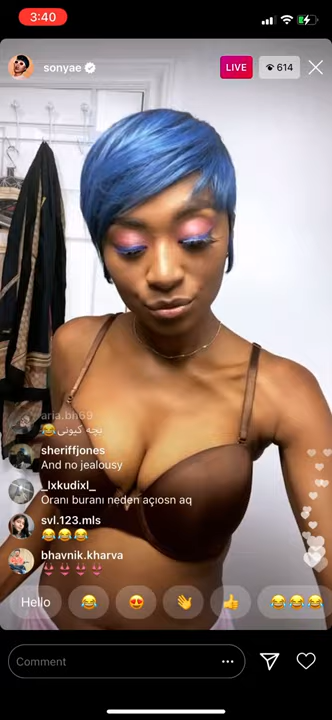 3:40
sonyae
LIVE
614
aria.bh69
بچه کیونی 😂
sheriffjones
And no jealousy
_lxkudixl_
Oranı buranı neden açıosn aq
svl.123.mls
😂😂😂
bhavnik.kharva
👙👙👙👙
Hello 😂 😍 👋 👍 😂😂😂
Comment